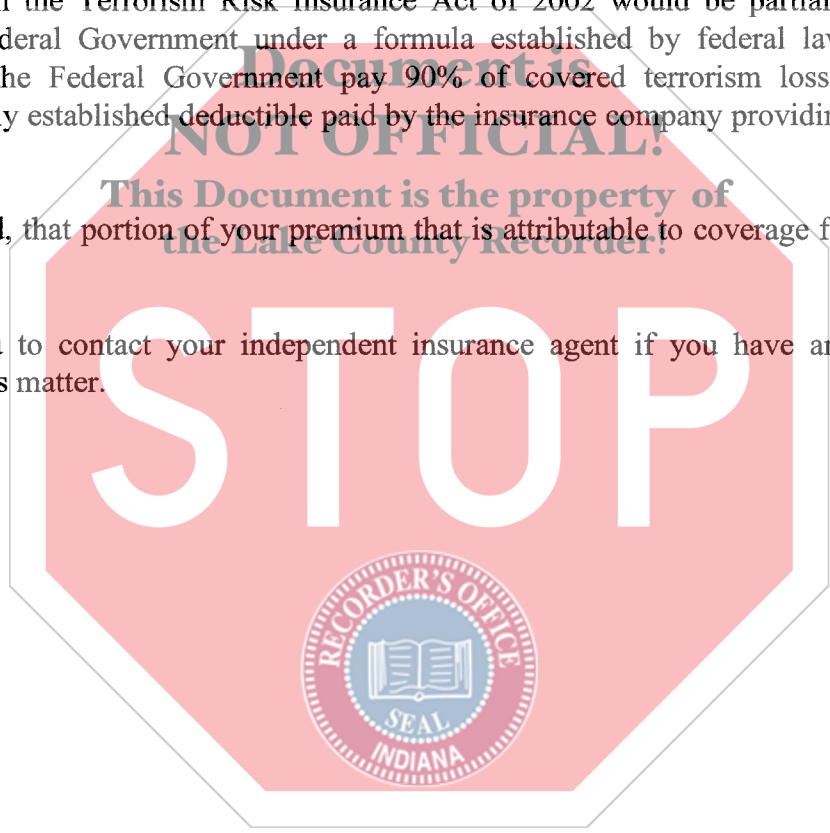 the Terrorism Risk Insurance Act of 2002 would be partial
deral Government under a formula established by federal la
he Federal Government pay 90% of covered terrorism loss
Document is
y established deductible paid by the insurance company providin
NOT OFFICIAL!
This Document is the property of
, that portion of your premium that is attributable to coverage f
the Lake County Recorder!
to contact your independent insurance agent if you have an
s matter.
STOP
RECORDER'S OFFICE
SEAL
INDIANA